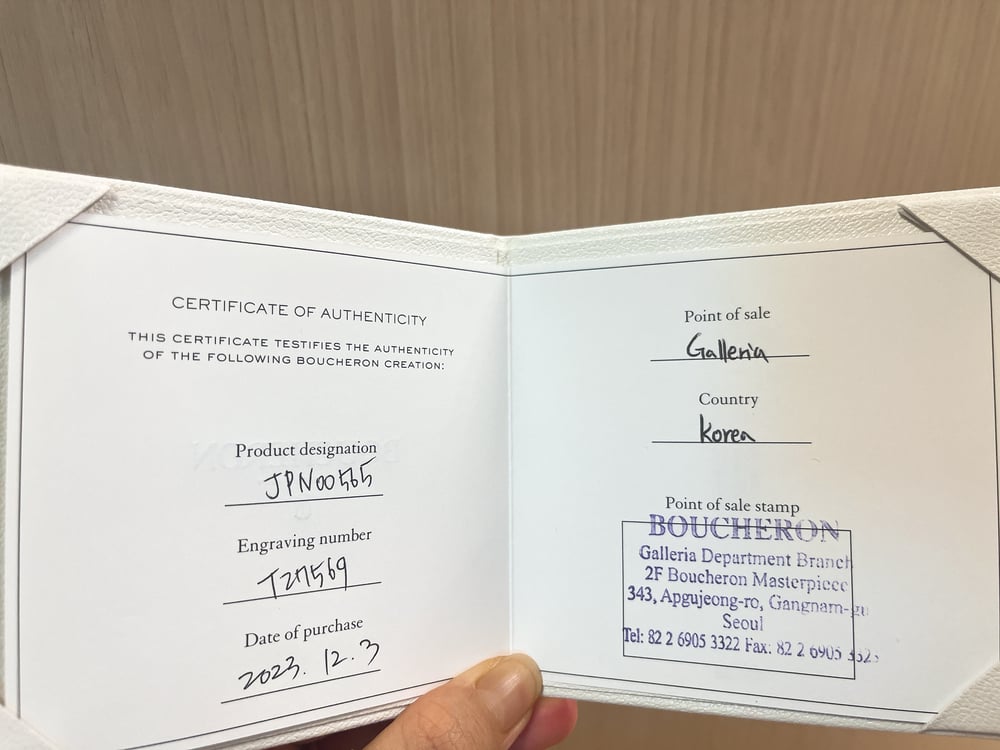 CERTIFICATE OF AUTHENTICITY
THIS CERTIFICATE TESTIFIES THE AUTHENTICITY
OF THE FOLLOWING BOUCHERON CREATION:
Product designation
JPN00565
Engraving number
Date of purchase
2023. 12. 3
Point of sale
Galleria
Country
Korea
Point of sale stamp
BOUCHERON
Galleria Department Branch
2F Boucheron Masterpiece
343, Apgujeong-ro, Gangnam-gu
Seoul
Tel: 82 2 6905 3322 Fax: 82 2 6905